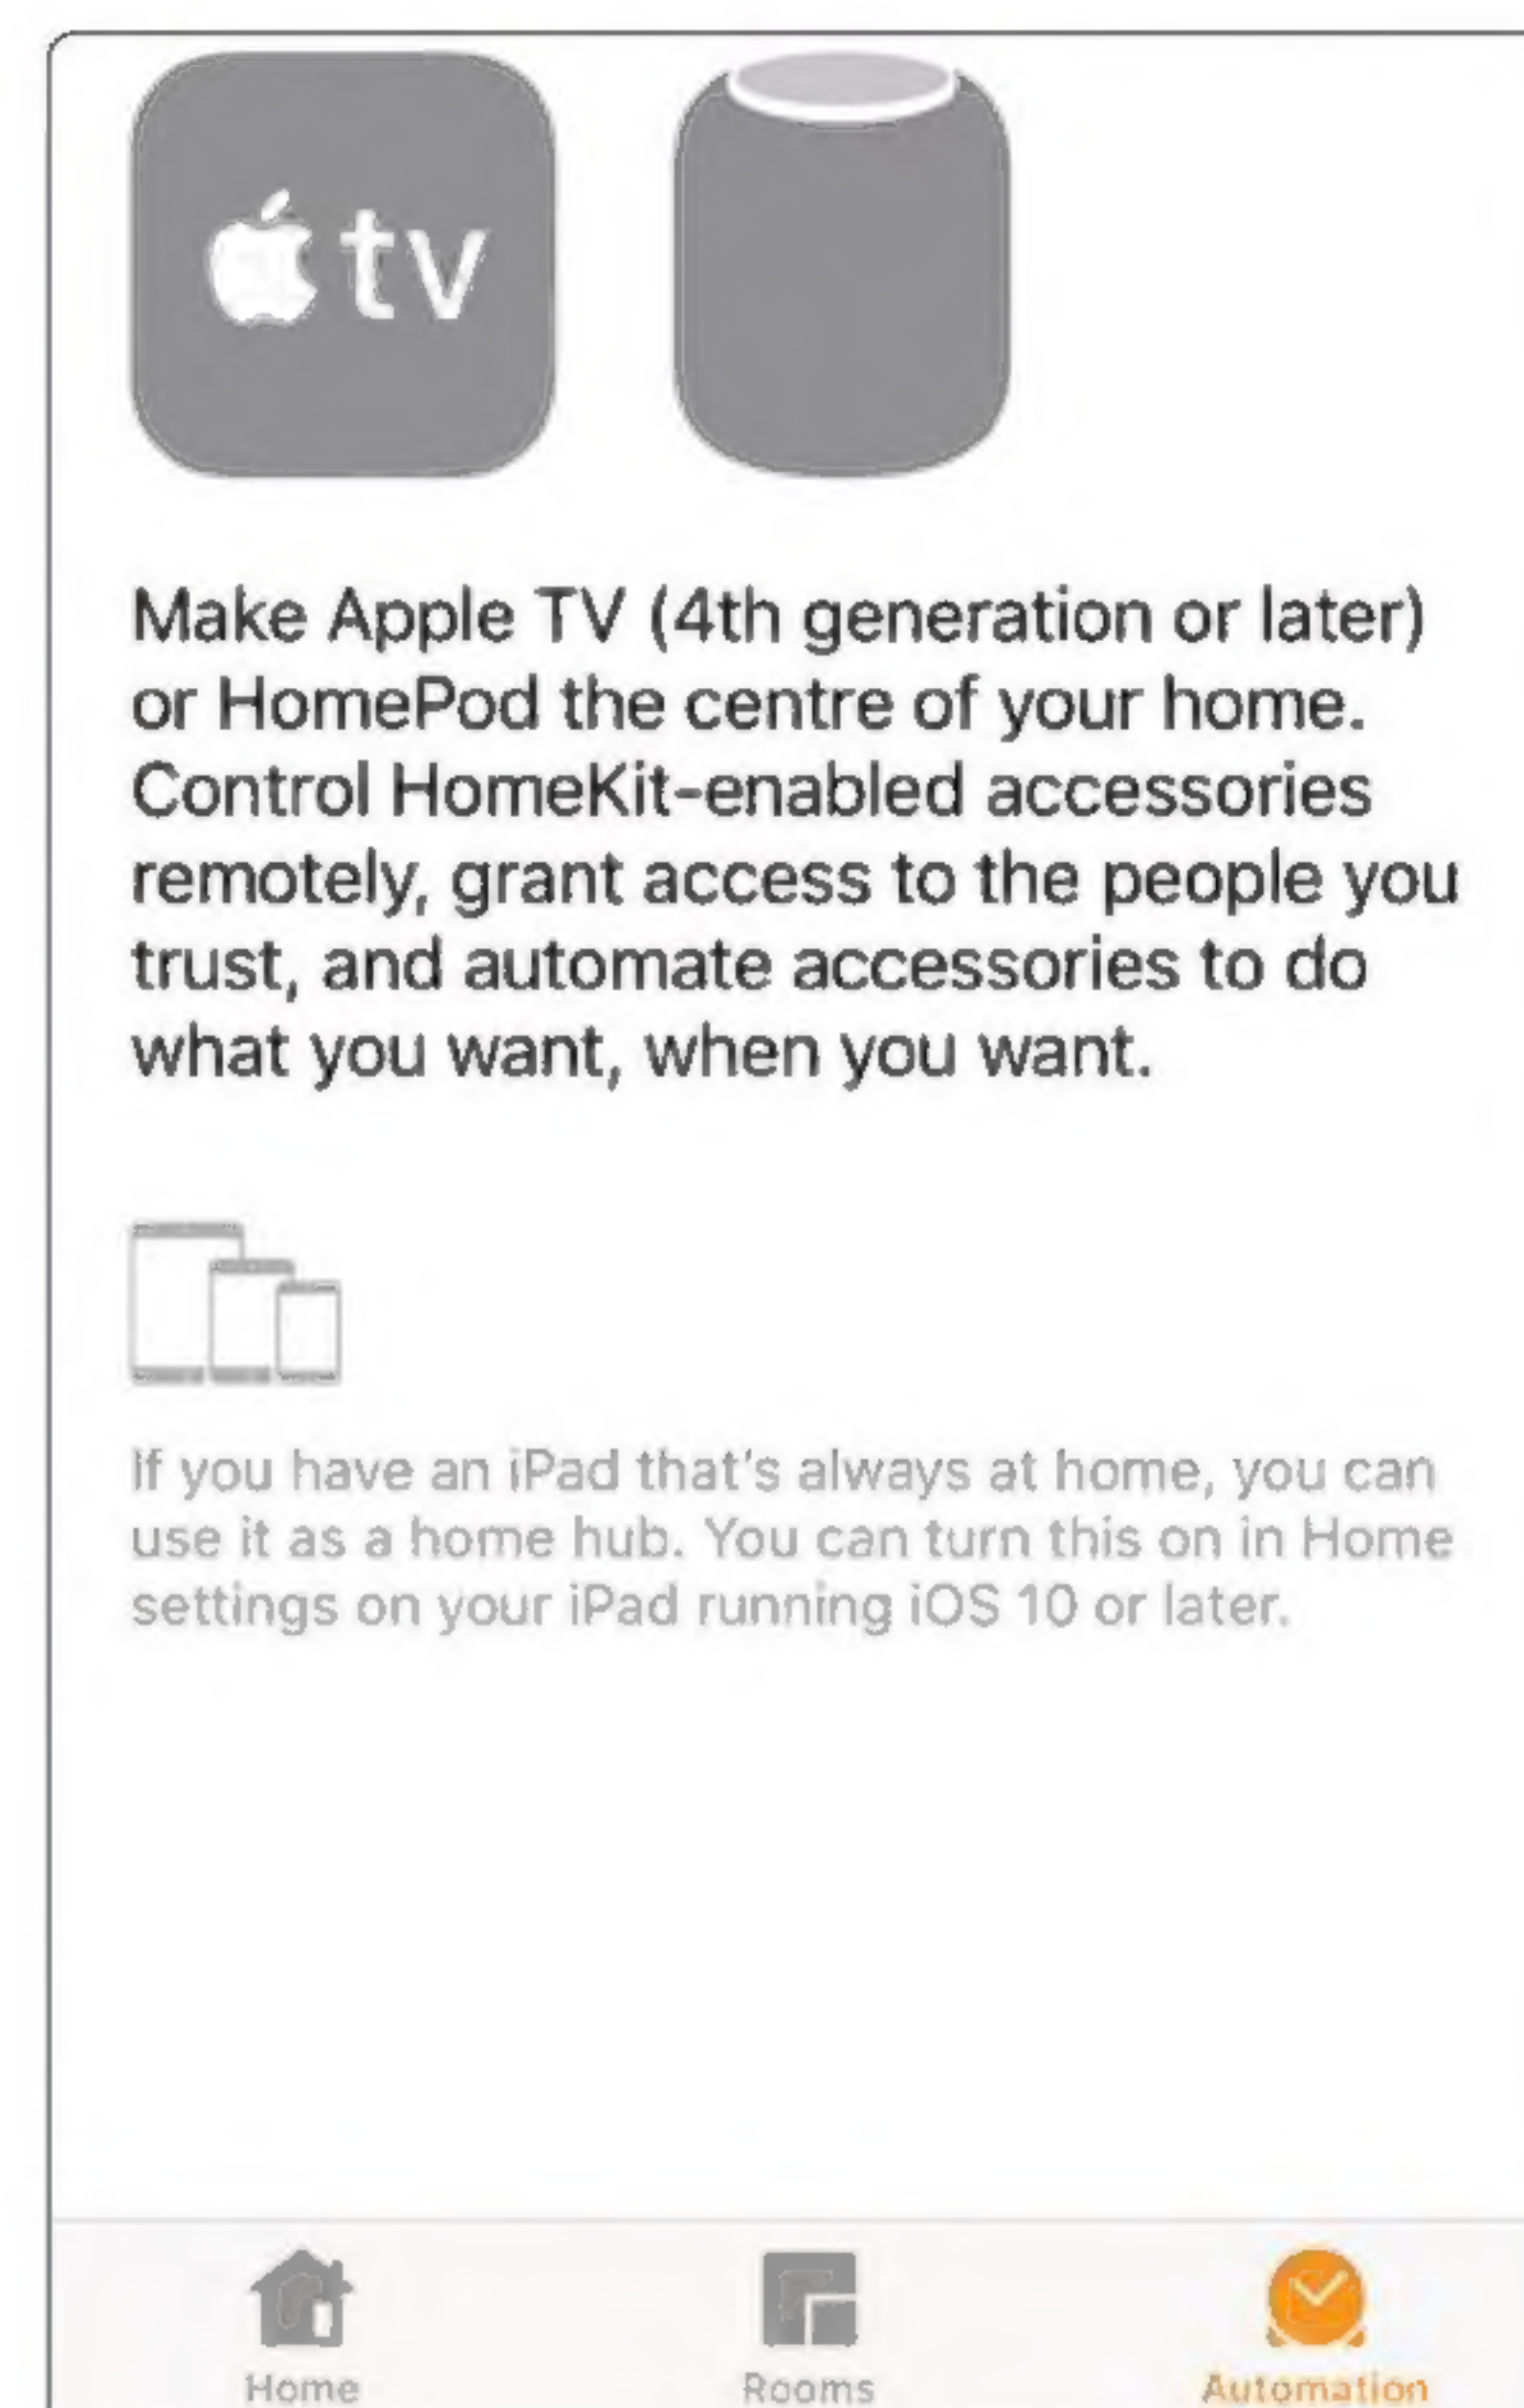 tv
Make Apple TV (4th generation or later)
or HomePod the centre of your home.
Control HomeKit-enabled accessories
remotely, grant access to the people you
trust, and automate accessories to do
what you want, when you want.
If you have an iPad that's always at home, you can
use it as a home hub. You can turn this on in Home
settings on your iPad running iOS 10 or later.
Home Rooms Automation